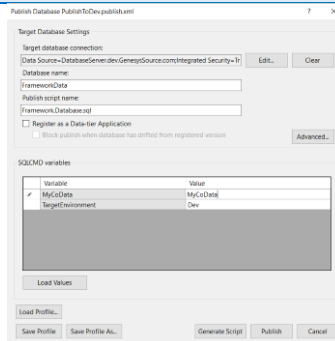 Publish Database PublishToDev.publish.xml ? ×
Target Database Settings
Target database connection:
Data Source=DatabaseServer.dev.GenesysSource.com;Integrated Security=Tr Edit... Clear
Database name:
FrameworkData
Publish script name:
Framework.Database.sql
Register as a Data-tier Application
Block publish when database has drifted from registered version
Advanced...
SQLCMD variables
Variable Value
MyCoData MyCoData
TargetEnvironment Dev
Load Values
Load Profile...
Save Profile Save Profile As... Generate Script Publish Cancel